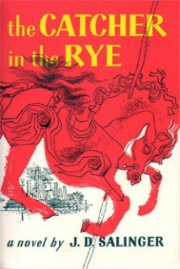 the CATCHER
in the RYE
a novel by J. D. SALINGER